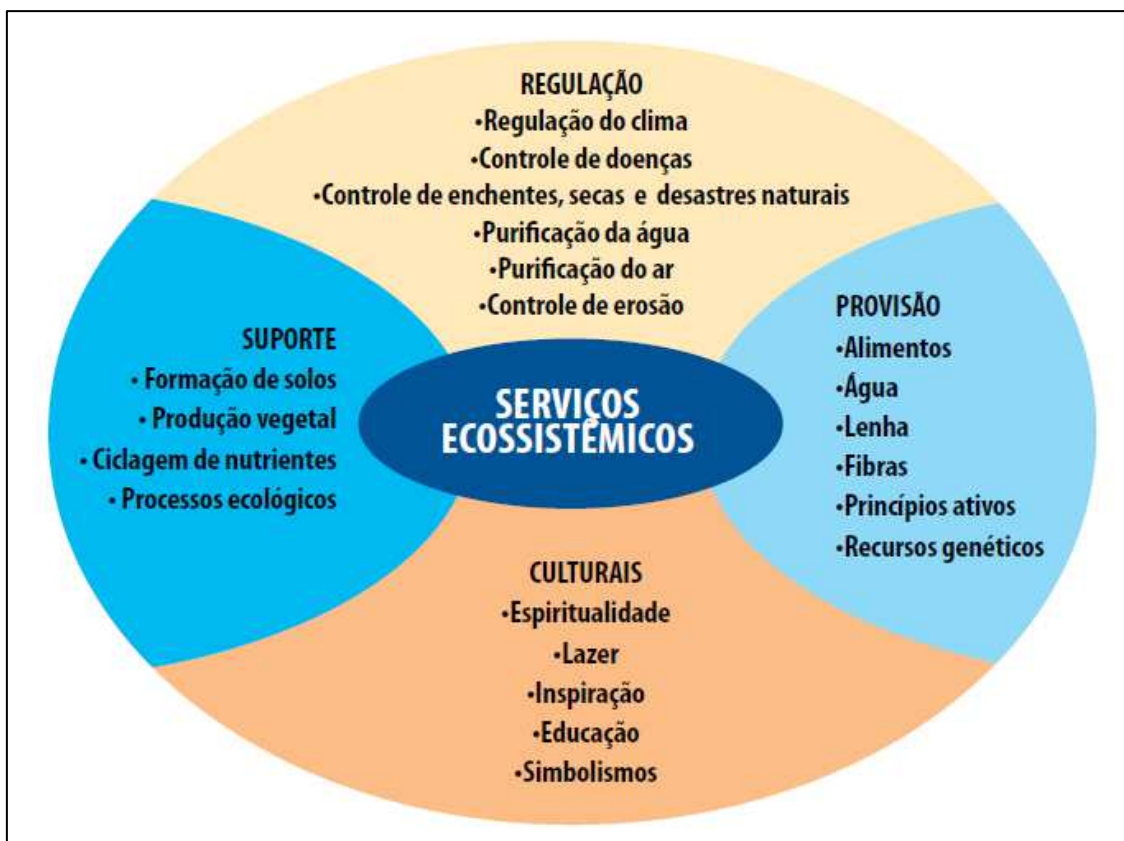 REGULAÇÃO
•Regulação do clima
•Controle de doenças
•Controle de enchentes, secas e desastres naturais
•Purificação da água
•Purificação do ar
•Controle de erosão
SUPORTE
• Formação de solos
• Produção vegetal
• Ciclagem de nutrientes
• Processos ecológicos
SERVIÇOS
ECOSSISTÊMICOS
PROVISÃO
•Alimentos
•Água
•Lenha
•Fibras
•Princípios ativos
•Recursos genéticos
CULTURAIS
•Espiritualidade
•Lazer
•Inspiração
•Educação
•Simbolismos